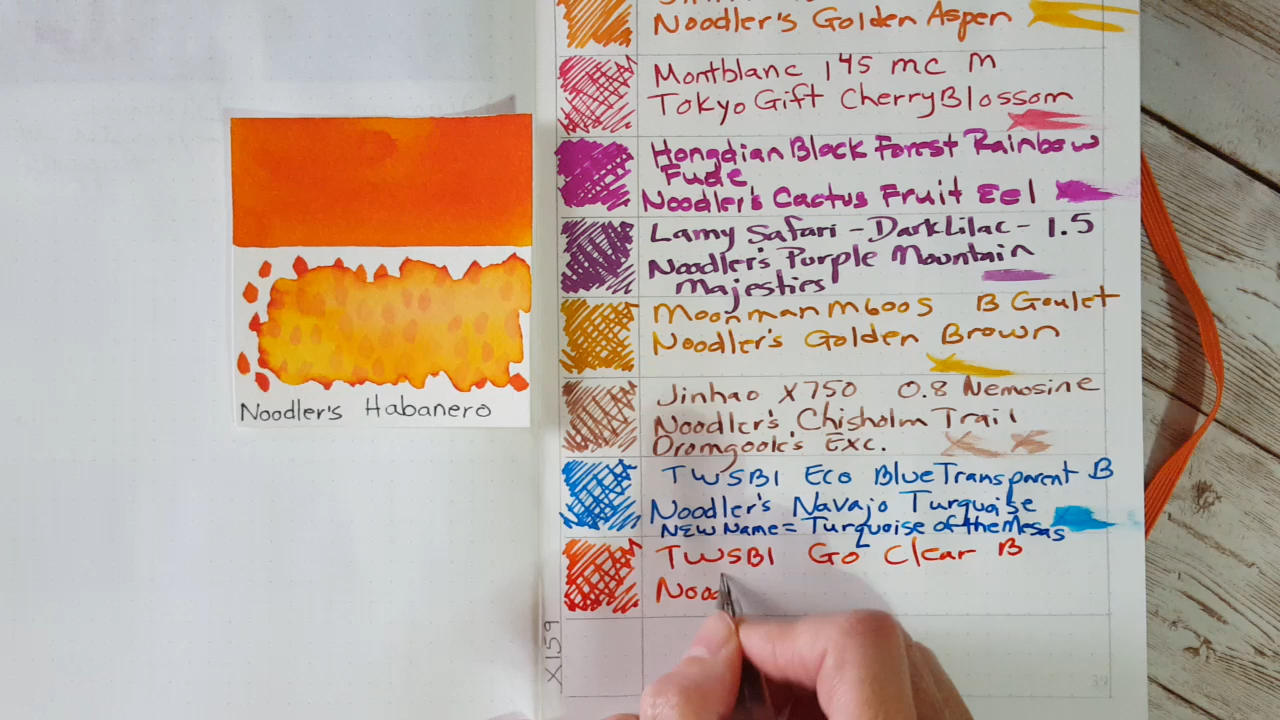 Noodler's Habanero
Noodler's Golden Aspen
Montblanc 145 MC M
Tokyo Gift Cherry Blossom
Hongdian Black Forest Rainbow
Fude
Noodler's Cactus Fruit Eel
Lamy Safari - Dark Lilac - 1.5
Noodler's Purple Mountain
Majesties
Moonman M600S B Goulet
Noodler's Golden Brown
Jinhao X750 0.8 Nemosine
Noodler's Chisholm Trail
Dromgoole's Exc.
TWSBI Eco Blue Transparent B
Noodler's Navajo Turquoise
New Name = Turquoise of the Mesas
TWSBI Go Clear B
Nood
X159
39